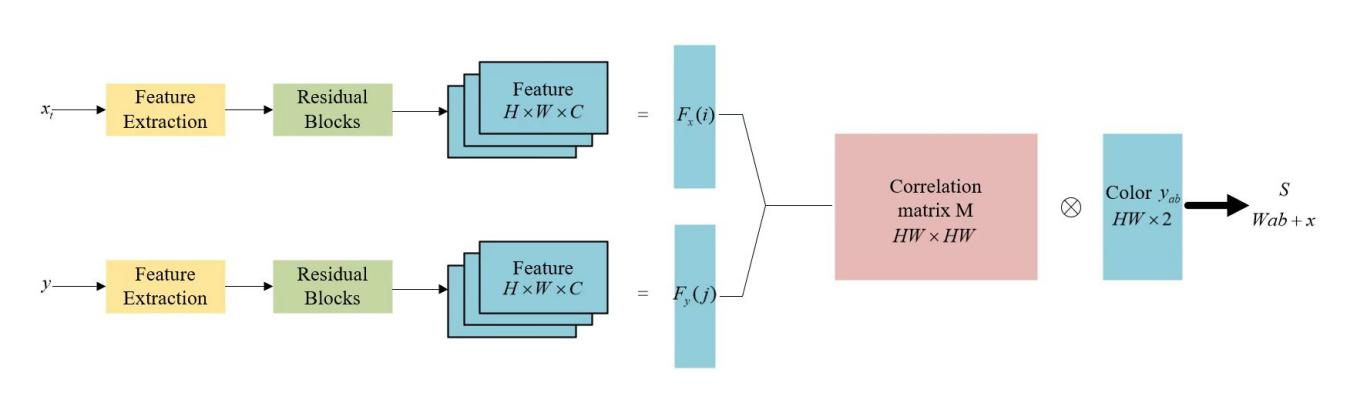 x_t
Feature
Extraction
Residual
Blocks
Feature
H×W×C
=
F_x(i)
y
Feature
Extraction
Residual
Blocks
Feature
H×W×C
=
F_y(j)
Correlation
matrix M
HW×HW
⊗
Color y_ab
HW×2
S
Wab+x